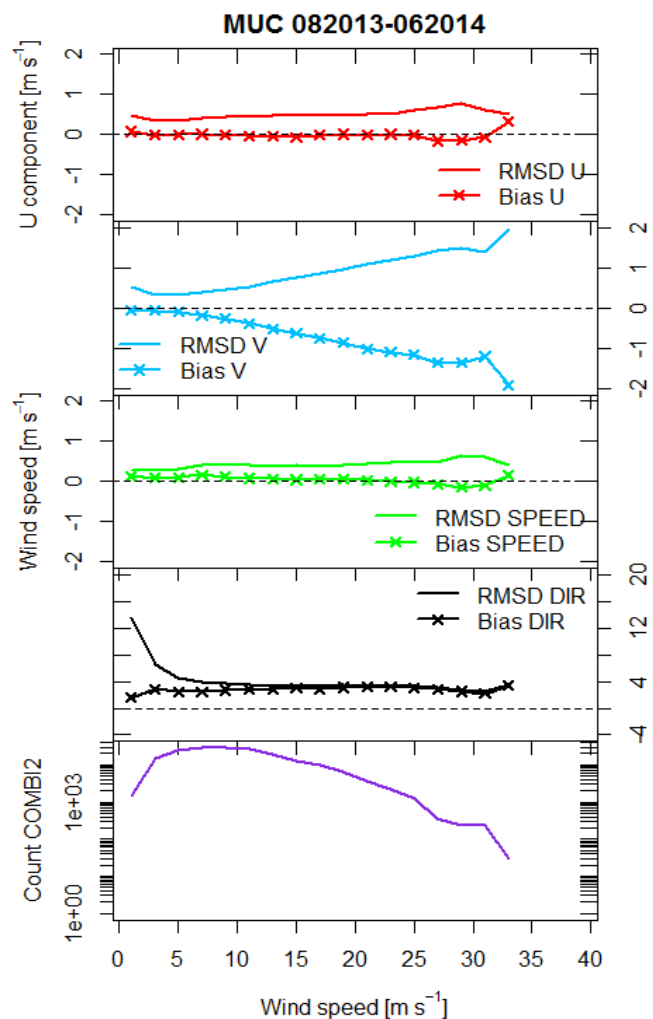 MUC 082013-062014
U component [m s⁻¹]
2
1
0
-1
-2
RMSD U
Bias U
2
1
0
-1
-2
RMSD V
Bias V
Wind speed [m s⁻¹]
2
1
0
-1
-2
RMSD SPEED
Bias SPEED
20
12
4
-4
RMSD DIR
Bias DIR
Count COMBI2
1e+03
1e+00
0 5 10 15 20 25 30 35 40
Wind speed [m s⁻¹]